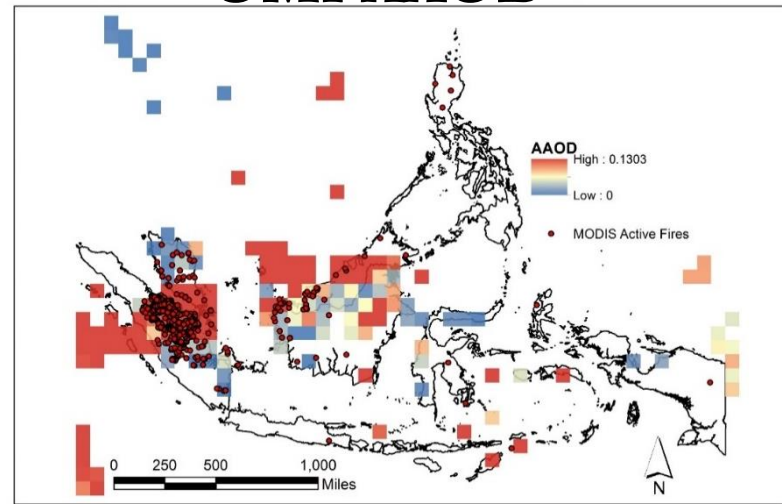 AAOD
High : 0.1303
Low : 0
MODIS Active Fires
0 250 500 1,000
Miles
N